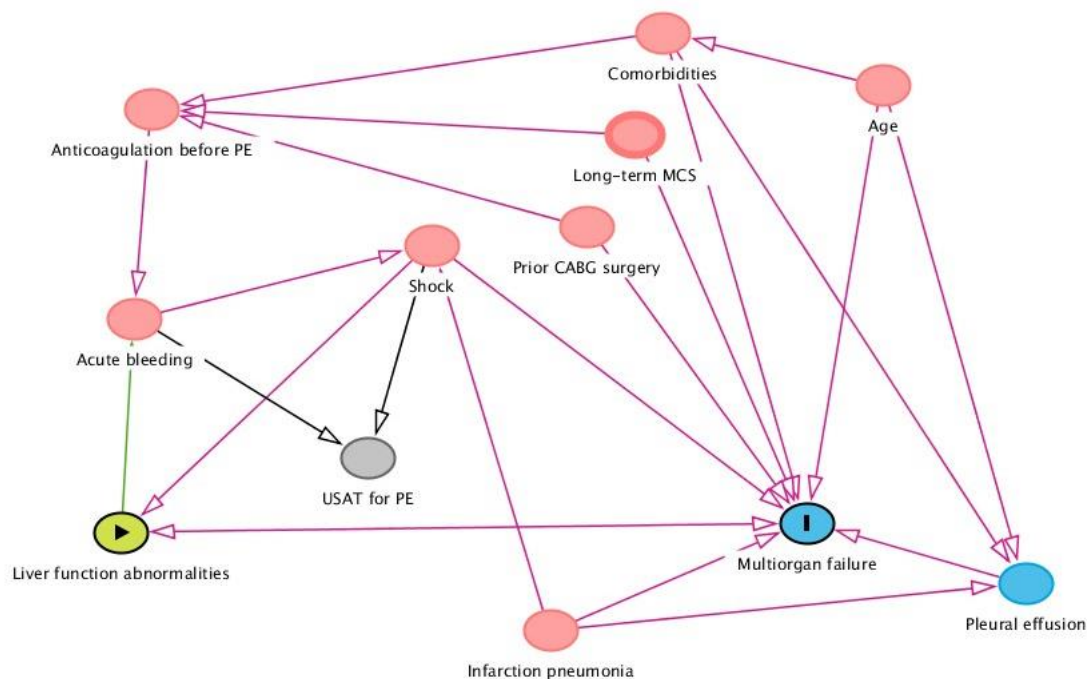 Comorbidities
Age
Anticoagulation before PE
Long-term MCS
Prior CABG surgery
Shock
Acute bleeding
USAT for PE
Multiorgan failure
Liver function abnormalities
Pleural effusion
Infarction pneumonia